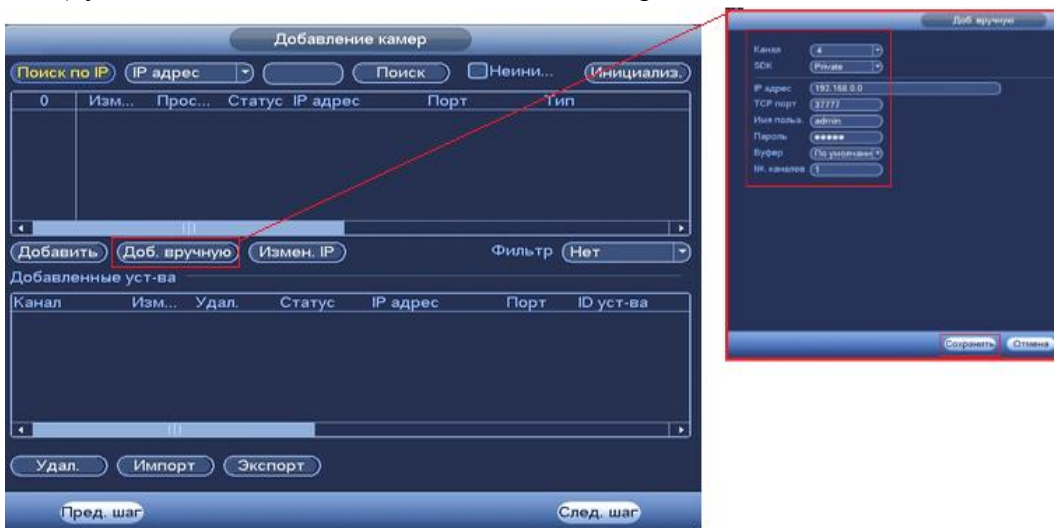 Добавление камер
Поиск по IP IP адрес Поиск Неини... Инициализ.
0 Изм... Прос... Статус IP адрес Порт Тип
Добавить Доб. вручную Измен. IP Фильтр Нет
Добавленные уст-ва
Канал Изм... Удал. Статус IP адрес Порт ID уст-ва
Удал. Импорт Экспорт
Пред. шаг След. шаг
Доб вручную
Канал 4
SDK Private
IP адрес 192.168.0.0
TCP порт 37777
Имя польз. admin
Пароль •••••
Буфер
каналов 1
Сохранить Отмена